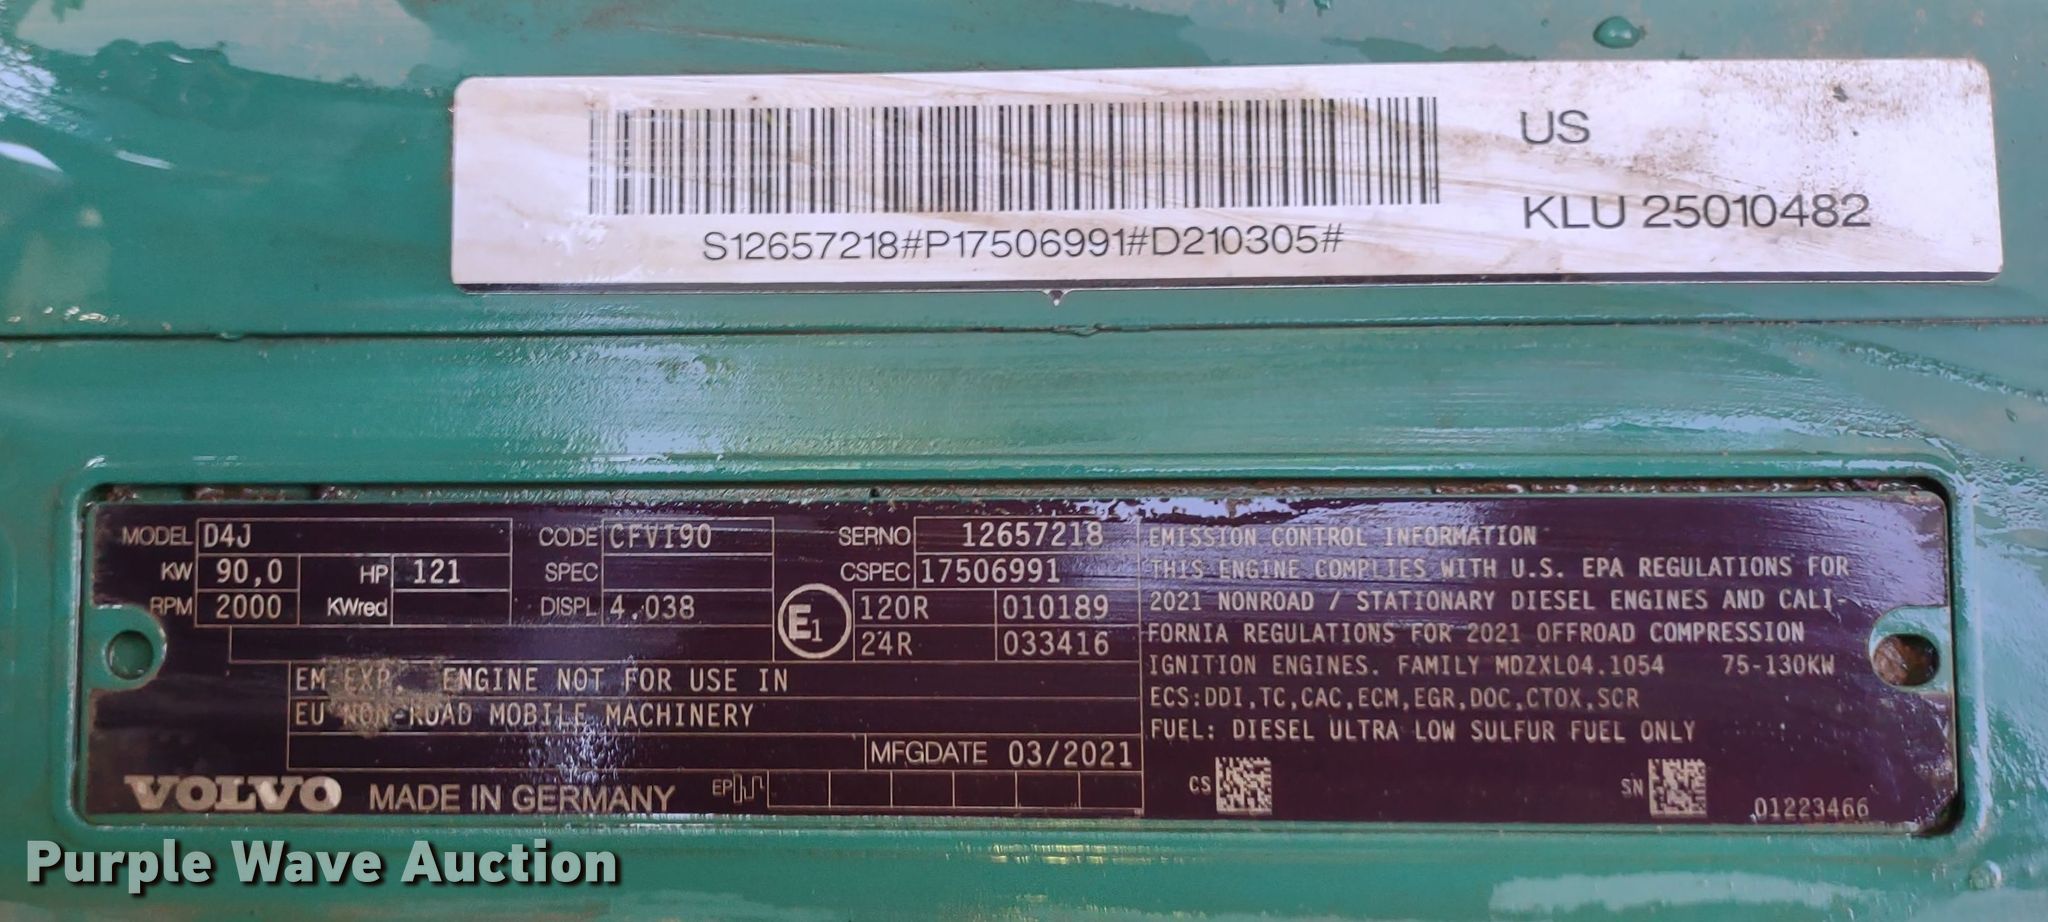 US
KLU 25010482
S12657218#P17506991#D210305#
MODEL D4J CODE CFVI90 SERNO 12657218
KW 90,0 HP 121 SPEC CSPEC 17506991
RPM 2000 KWred DISPL 4.038 E1 120R 010189
24R 033416
EM-EXP. ENGINE NOT FOR USE IN
EU NON-ROAD MOBILE MACHINERY
MFGDATE 03/2021
VOLVO MADE IN GERMANY EP
EMISSION CONTROL INFORMATION
THIS ENGINE COMPLIES WITH U.S. EPA REGULATIONS FOR
2021 NONROAD / STATIONARY DIESEL ENGINES AND CALI-
FORNIA REGULATIONS FOR 2021 OFFROAD COMPRESSION
IGNITION ENGINES. FAMILY MDZXL04.1054 75-130KW
ECS:DDI,TC,CAC,ECM,EGR,DOC,CTOX,SCR
FUEL: DIESEL ULTRA LOW SULFUR FUEL ONLY
CS SN 01223466
Purple Wave Auction